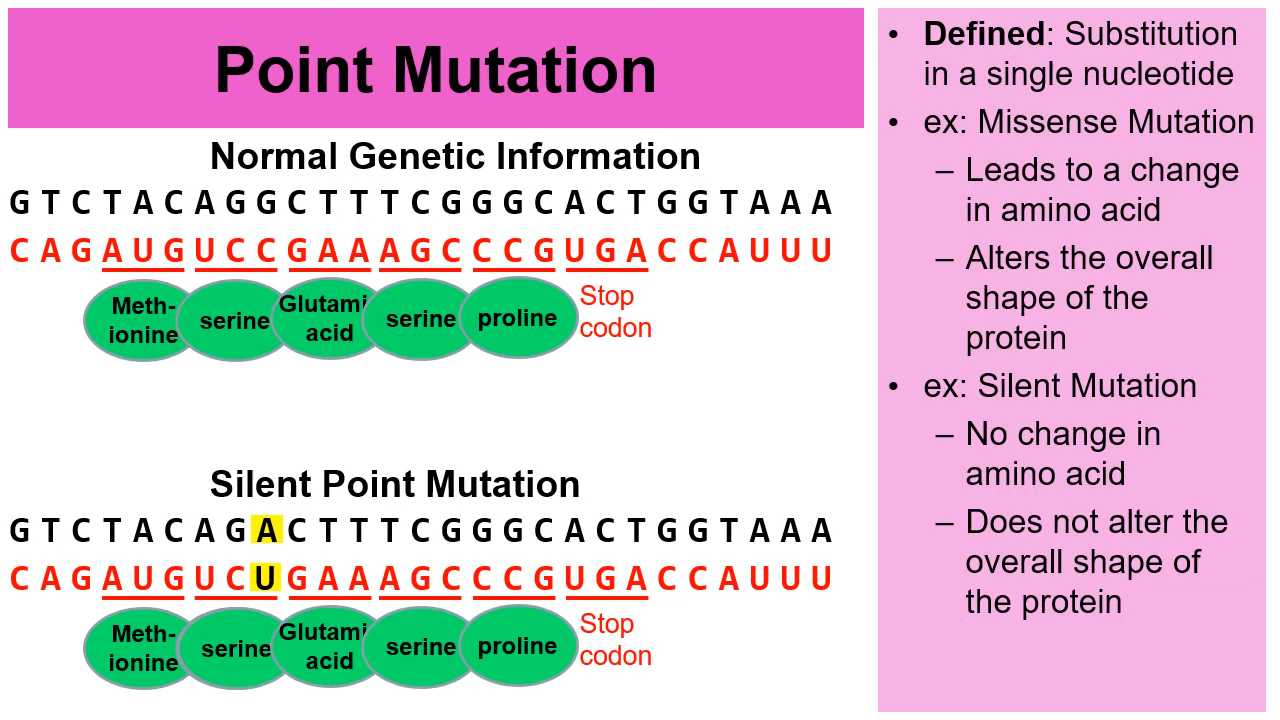 Point Mutation
Normal Genetic Information
G T C T A C A G G C T T T C G G G C A C T G G T A A A
C A G A U G U C C G A A A G C C C G U G A C C A U U U
Meth-
ionine
serine
Glutami
acid
serine
proline
Stop
codon
Silent Point Mutation
G T C T A C A G A C T T T C G G G C A C T G G T A A A
C A G A U G U C U G A A A G C C C G U G A C C A U U U
Meth-
ionine
serine
Glutami
acid
serine
proline
Stop
codon
• Defined: Substitution
in a single nucleotide
• ex: Missense Mutation
– Leads to a change
in amino acid
– Alters the overall
shape of the
protein
• ex: Silent Mutation
– No change in
amino acid
– Does not alter the
overall shape of
the protein